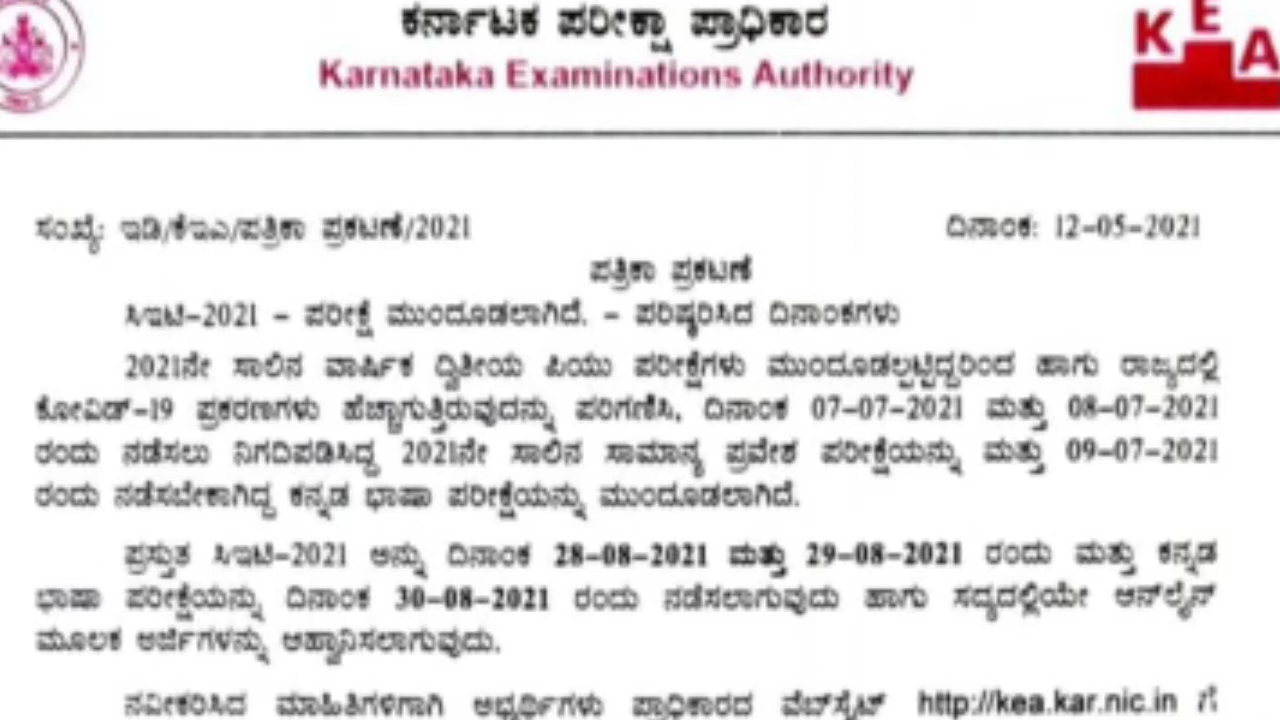 ಕರ್ನಾಟಕ ಪರೀಕ್ಷಾ ಪ್ರಾಧಿಕಾರ
Karnataka Examinations Authority
KEA
ಸಂಖ್ಯೆ: ಇಡಿ/ಕೆಇಎ/ಪತ್ರಿಕಾ ಪ್ರಕಟಣೆ/2021 ದಿನಾಂಕ: 12-05-2021
ಪತ್ರಿಕಾ ಪ್ರಕಟಣೆ
ಸಿಇಟಿ-2021 – ಪರೀಕ್ಷೆ ಮುಂದೂಡಲಾಗಿದೆ. – ಪರಿಷ್ಕರಿಸಿದ ದಿನಾಂಕಗಳು
2021ನೇ ಸಾಲಿನ ವಾರ್ಷಿಕ ದ್ವಿತೀಯ ಪಿಯು ಪರೀಕ್ಷೆಗಳು ಮುಂದೂಡಲ್ಪಟ್ಟಿದ್ದರಿಂದ ಹಾಗು ರಾಜ್ಯದಲ್ಲಿ
ಕೋವಿಡ್-19 ಪ್ರಕರಣಗಳು ಹೆಚ್ಚಾಗುತ್ತಿರುವುದನ್ನು ಪರಿಗಣಿಸಿ, ದಿನಾಂಕ 07-07-2021 ಮತ್ತು 08-07-2021
ರಂದು ನಡೆಸಲು ನಿಗದಿಪಡಿಸಿದ್ದ 2021ನೇ ಸಾಲಿನ ಸಾಮಾನ್ಯ ಪ್ರವೇಶ ಪರೀಕ್ಷೆಯನ್ನು ಮತ್ತು 09-07-2021
ರಂದು ನಡೆಸಬೇಕಾಗಿದ್ದ ಕನ್ನಡ ಭಾಷಾ ಪರೀಕ್ಷೆಯನ್ನು ಮುಂದೂಡಲಾಗಿದೆ.
ಪ್ರಸ್ತುತ ಸಿಇಟಿ-2021 ಅನ್ನು ದಿನಾಂಕ 28-08-2021 ಮತ್ತು 29-08-2021 ರಂದು ಮತ್ತು ಕನ್ನಡ
ಭಾಷಾ ಪರೀಕ್ಷೆಯನ್ನು ದಿನಾಂಕ 30-08-2021 ರಂದು ನಡೆಸಲಾಗುವುದು ಹಾಗು ಸದ್ಯದಲ್ಲಿಯೇ ಆನ್‌ಲೈನ್
ಮೂಲಕ ಅರ್ಜಿಗಳನ್ನು ಆಹ್ವಾನಿಸಲಾಗುವುದು.
ನವೀಕರಿಸಿದ ಮಾಹಿತಿಗಳಿಗಾಗಿ ಅಭ್ಯರ್ಥಿಗಳು ಪ್ರಾಧಿಕಾರದ ವೆಬ್‌ಸೈಟ್ http://kea.kar.nic.in ಗೆ